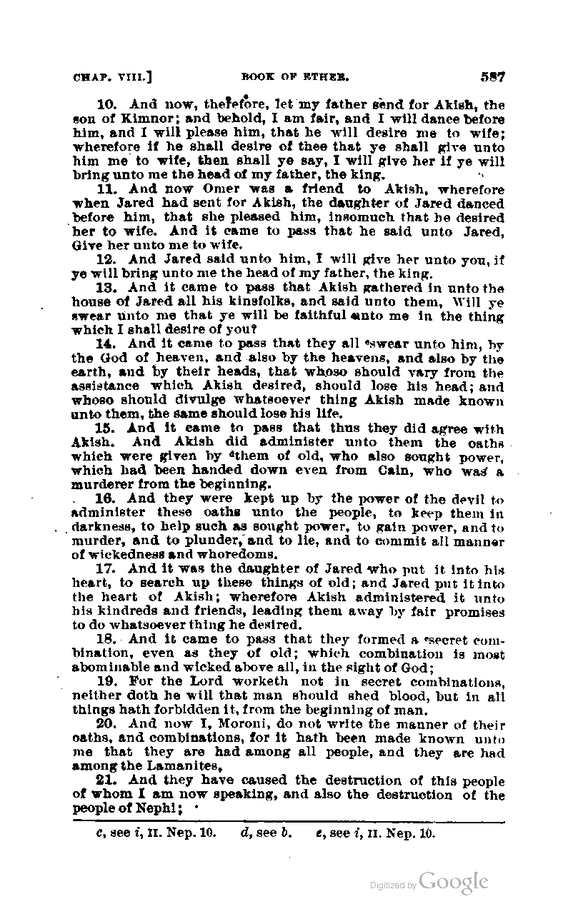 CHAP. VIII.] BOOK OF ETHER. 587
10. And now, therefore, let my father send for Akish, the
son of Kimnor; and behold, I am fair, and I will dance before
him, and I will please him, that he will desire me to wife;
wherefore if he shall desire of thee that ye shall give unto
him me to wife, then shall ye say, I will give her if ye will
bring unto me the head of my father, the king.
11. And now Omer was a friend to Akish, wherefore
when Jared had sent for Akish, the daughter of Jared danced
before him, that she pleased him, insomuch that he desired
her to wife. And it came to pass that he said unto Jared,
Give her unto me to wife.
12. And Jared said unto him, I will give her unto you, if
ye will bring unto me the head of my father, the king.
13. And it came to pass that Akish gathered in unto the
house of Jared all his kinsfolks, and said unto them, Will ye
swear unto me that ye will be faithful unto me in the thing
which I shall desire of you?
14. And it came to pass that they all cswear unto him, by
the God of heaven, and also by the heavens, and also by the
earth, and by their heads, that whoso should vary from the
assistance which Akish desired, should lose his head; and
whoso should divulge whatsoever thing Akish made known
unto them, the same should lose his life.
15. And it came to pass that thus they did agree with
Akish. And Akish did administer unto them the oaths
which were given by dthem of old, who also sought power,
which had been handed down even from Cain, who was a
murderer from the beginning.
16. And they were kept up by the power of the devil to
administer these oaths unto the people, to keep them in
darkness, to help such as sought power, to gain power, and to
murder, and to plunder, and to lie, and to commit all manner
of wickedness and whoredoms.
17. And it was the daughter of Jared who put it into his
heart, to search up these things of old; and Jared put it into
the heart of Akish; wherefore Akish administered it unto
his kindreds and friends, leading them away by fair promises
to do whatsoever thing he desired.
18. And it came to pass that they formed a esecret com-
bination, even as they of old; which combination is most
abominable and wicked above all, in the sight of God;
19. For the Lord worketh not in secret combinations,
neither doth he will that man should shed blood, but in all
things hath forbidden it, from the beginning of man.
20. And now I, Moroni, do not write the manner of their
oaths, and combinations, for it hath been made known unto
me that they are had among all people, and they are had
among the Lamanites,
21. And they have caused the destruction of this people
of whom I am now speaking, and also the destruction of the
people of Nephi;
c, see i, II. Nep. 10. d, see b. e, see i, II. Nep. 10.
Digitized by Google